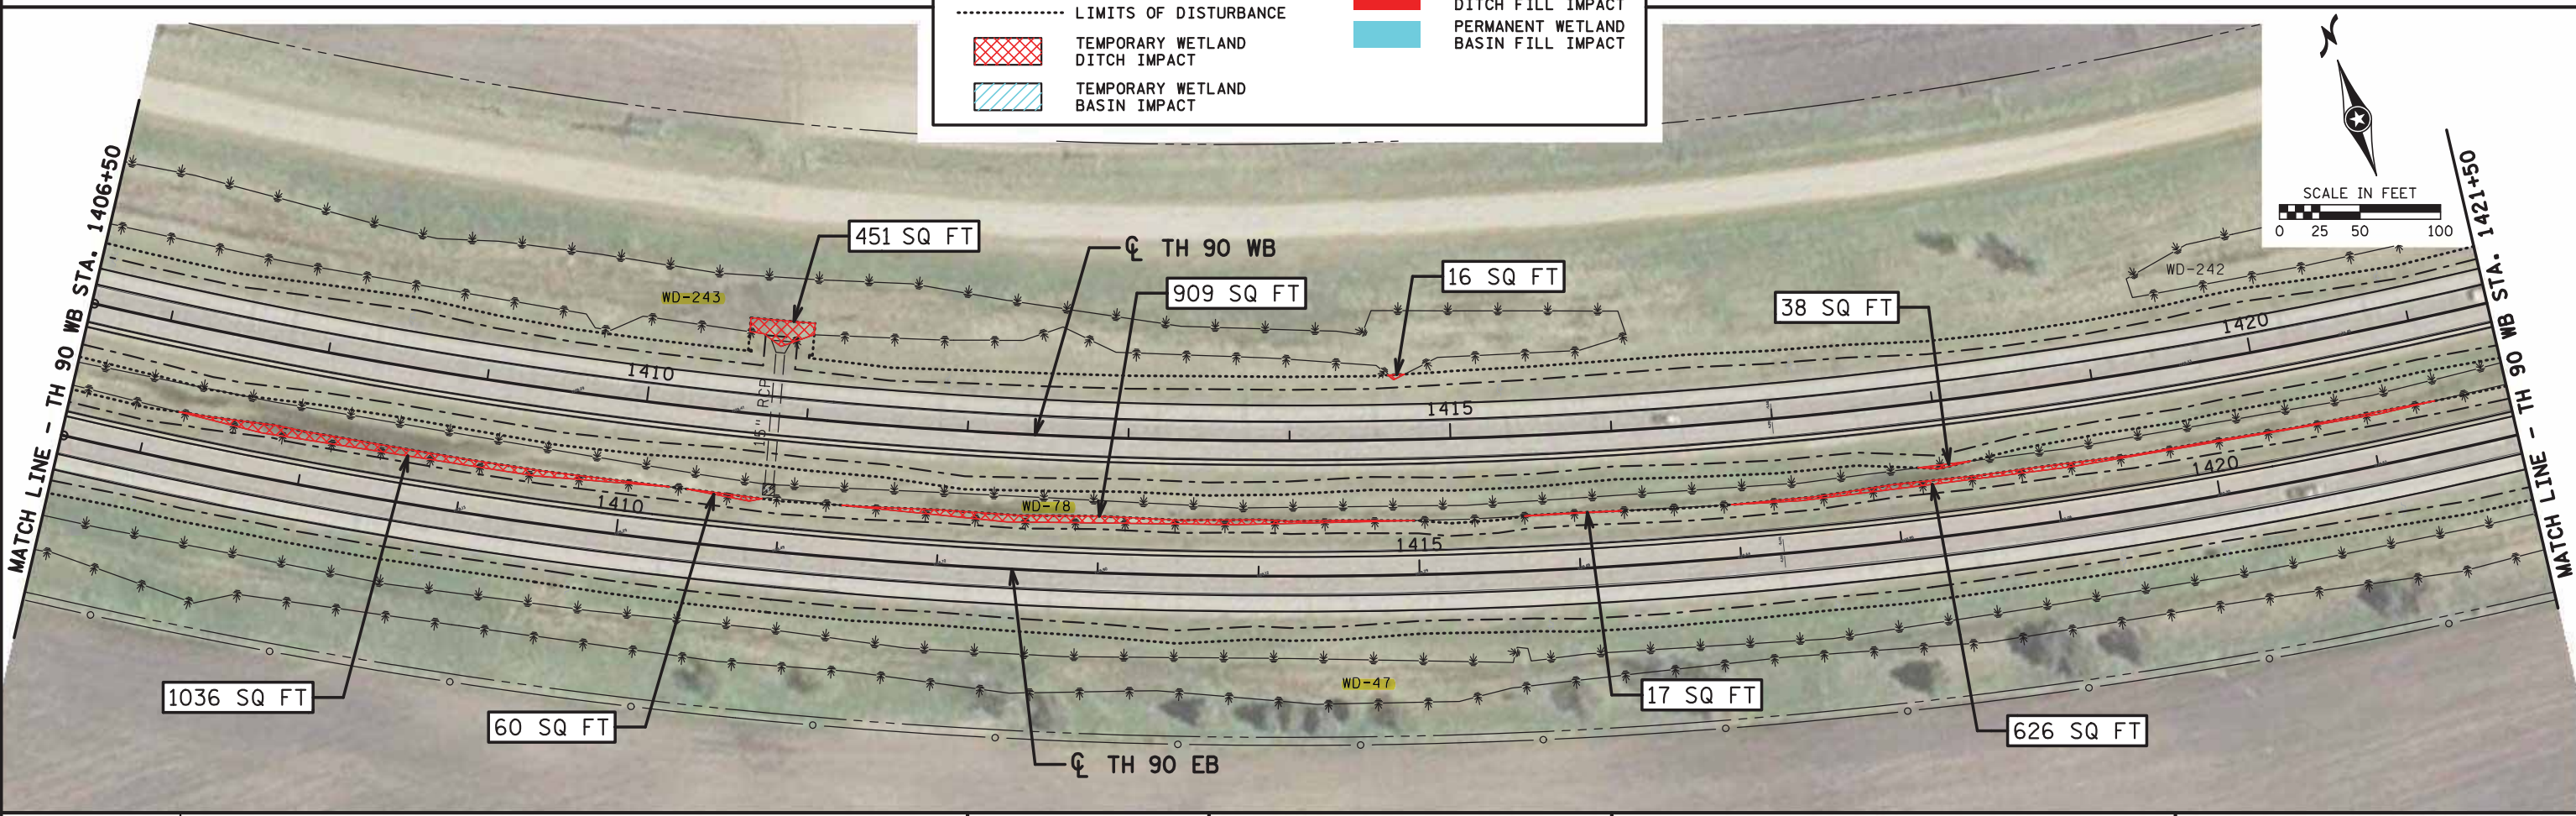 LIMITS OF DISTURBANCE
TEMPORARY WETLAND
DITCH IMPACT
TEMPORARY WETLAND
BASIN IMPACT
DITCH FILL IMPACT
PERMANENT WETLAND
BASIN FILL IMPACT
SCALE IN FEET
0 25 50 100
MATCH LINE - TH 90 WB STA. 1406+50
MATCH LINE - TH 90 WB STA. 1421+50
451 SQ FT
℄ TH 90 WB
909 SQ FT
16 SQ FT
38 SQ FT
WD-243
WD-242
1410
1415
1420
15" RCP
1410
WD-78
1415
1420
WD-47
1036 SQ FT
60 SQ FT
℄ TH 90 EB
17 SQ FT
626 SQ FT